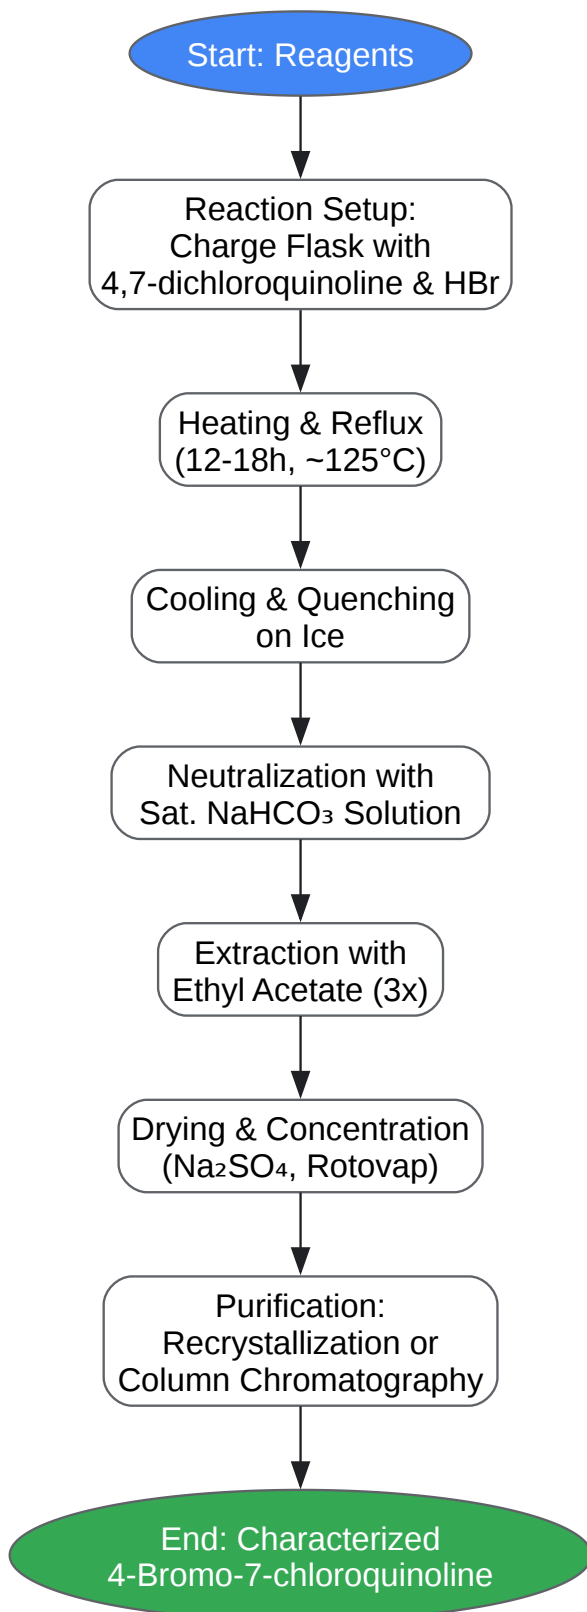 Start: Reagents
Reaction Setup:
Charge Flask with
4,7-dichloroquinoline & HBr
Heating & Reflux
(12-18h, ~125°C)
Cooling & Quenching
on Ice
Neutralization with
Sat. NaHCO₃ Solution
Extraction with
Ethyl Acetate (3x)
Drying & Concentration
(Na₂SO₄, Rotovap)
Purification:
Recrystallization or
Column Chromatography
End: Characterized
4-Bromo-7-chloroquinoline